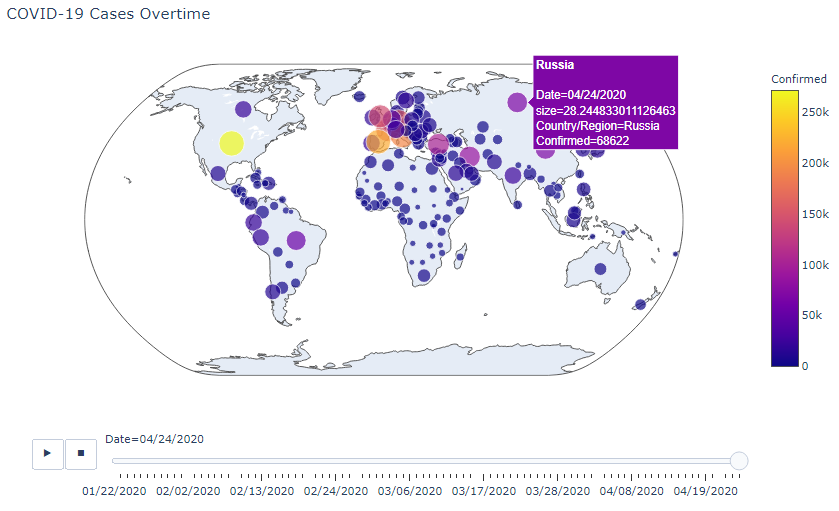 COVID-19 Cases Overtime
Russia
Date=04/24/2020
size=28.244833011126463
Country/Region=Russia
Confirmed=68622
Confirmed
250k
200k
150k
100k
50k
0
Date=04/24/2020
01/22/2020 02/02/2020 02/13/2020 02/24/2020 03/06/2020 03/17/2020 03/28/2020 04/08/2020 04/19/2020